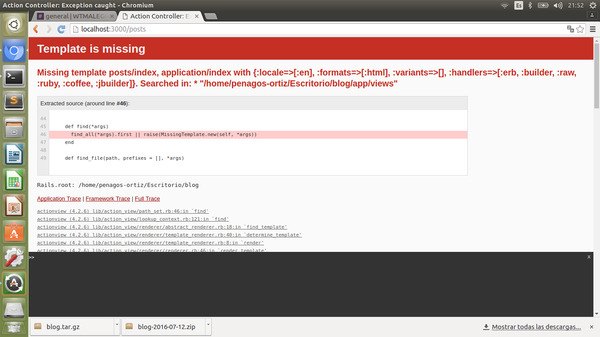 Action Controller: Exception caught - Chromium
Es
21:52
general | WTMALE
Action Controller: Exce
localhost:3000/posts
Template is missing
Missing template posts/index, application/index with {:locale=>[:en], :formats=>[:html], :variants=>[], :handlers=>[:erb, :builder, :raw,
:ruby, :coffee, :jbuilder]}. Searched in: * "/home/penagos-ortiz/Escritorio/blog/app/views"
Extracted source (around line #46):
44
45 def find(*args)
46 find_all(*args).first || raise(MissingTemplate.new(self, *args))
47 end
48
49 def find_file(path, prefixes = [], *args)
Rails.root: /home/penagos-ortiz/Escritorio/blog
Application Trace | Framework Trace | Full Trace
actionview (4.2.6) lib/action_view/path_set.rb:46:in `find'
actionview (4.2.6) lib/action_view/lookup_context.rb:121:in `find'
actionview (4.2.6) lib/action_view/renderer/abstract_renderer.rb:18:in `find_template'
actionview (4.2.6) lib/action_view/renderer/template_renderer.rb:40:in `determine_template'
actionview (4.2.6) lib/action_view/renderer/template_renderer.rb:8:in `render'
actionview (4.2.6) lib/action_view/renderer/renderer.rb:46:in `render_template'
>>
x
blog.tar.gz
blog-2016-07-12.zip
Mostrar todas las descargas...